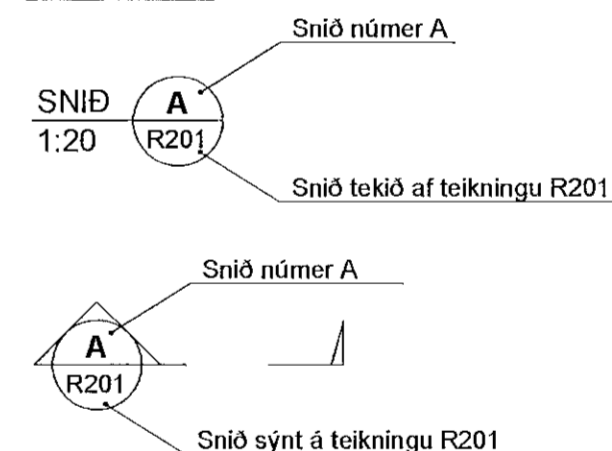 Snið númer A
SNIÐ A
1:20 R201
Snið tekið af teikningu R201
Snið númer A
A
R201
Snið sýnt á teikningu R201